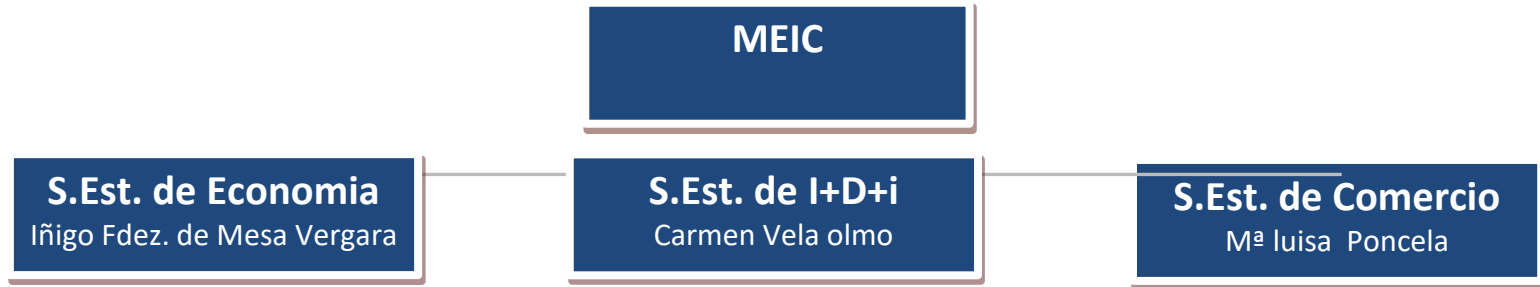 MEIC
S.Est. de Economia
Iñigo Fdez. de Mesa Vergara
S.Est. de I+D+i
Carmen Vela olmo
S.Est. de Comercio
Mª luisa  Poncela